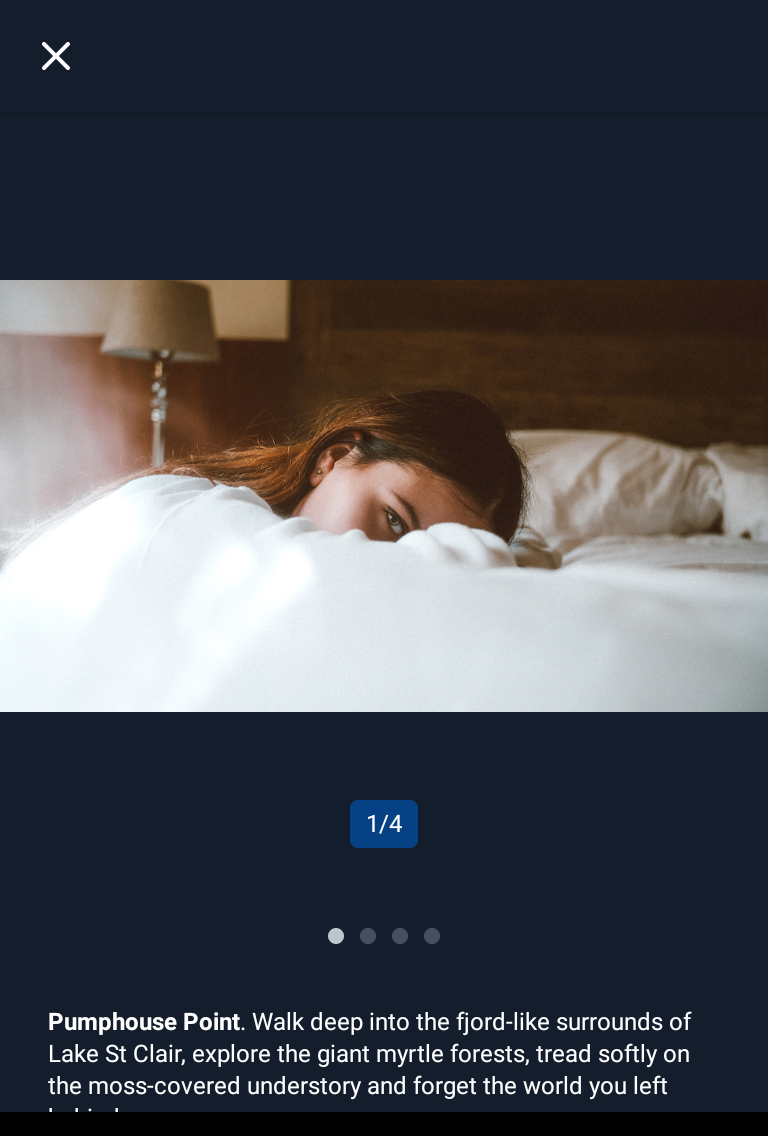 1/4
Pumphouse Point. Walk deep into the fjord-like surrounds of
Lake St Clair, explore the giant myrtle forests, tread softly on
the moss-covered understory and forget the world you left